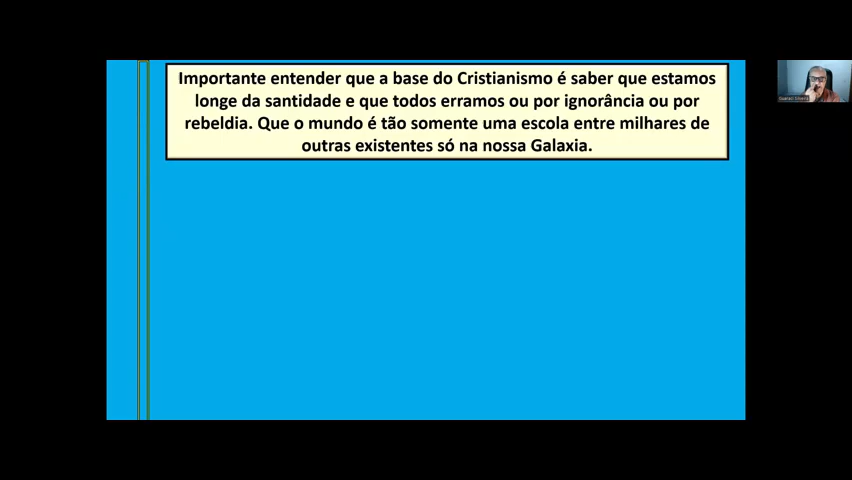 Importante entender que a base do Cristianismo é saber que estamos
longe da santidade e que todos erramos ou por ignorância ou por
rebeldia. Que o mundo é tão somente uma escola entre milhares de
outras existentes só na nossa Galaxia.